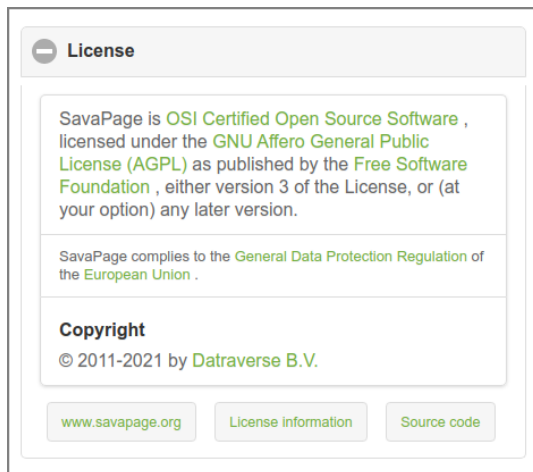 License
SavaPage is OSI Certified Open Source Software ,
licensed under the GNU Affero General Public
License (AGPL) as published by the Free Software
Foundation , either version 3 of the License, or (at
your option) any later version.
SavaPage complies to the General Data Protection Regulation of
the European Union .
Copyright
© 2011-2021 by Datraverse B.V.
www.savapage.org License information Source code